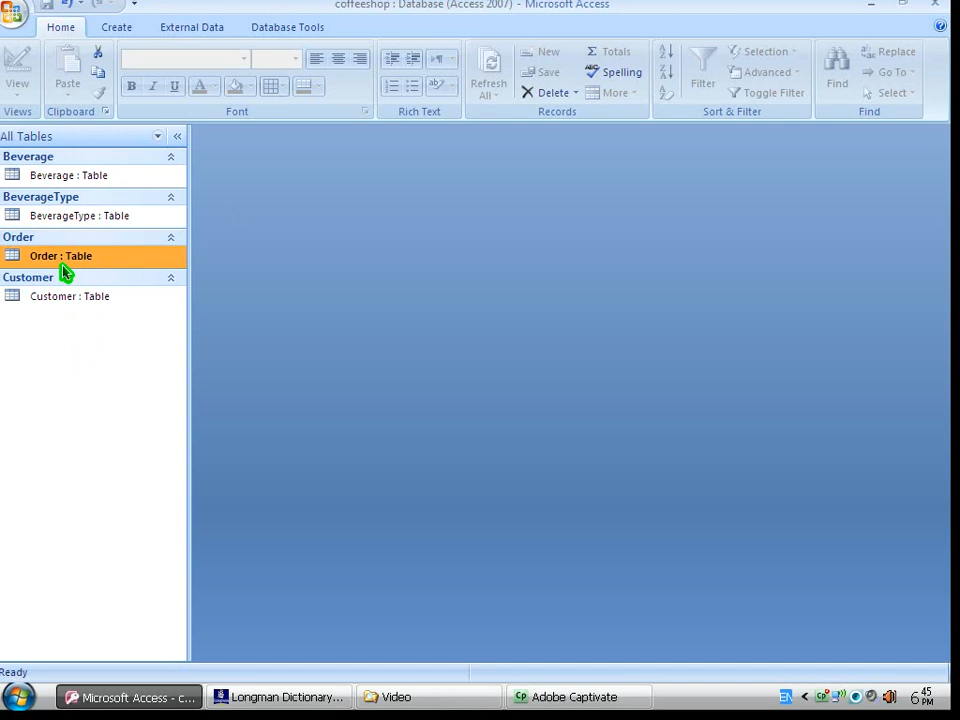 coffeeshop : Database (Access 2007) - Microsoft Access
Home Create External Data Database Tools
View Paste Refresh All New Save Delete Totals Spelling More Filter Selection Advanced Toggle Filter Find Replace Go To Select
B I U A
Views Clipboard Font Rich Text Records Sort & Filter Find
All Tables
Beverage
Beverage : Table
BeverageType
BeverageType : Table
Order
Order : Table
Customer
Customer : Table
Ready
Microsoft Access - c... Longman Dictionary... Video Adobe Captivate EN 6:45 PM